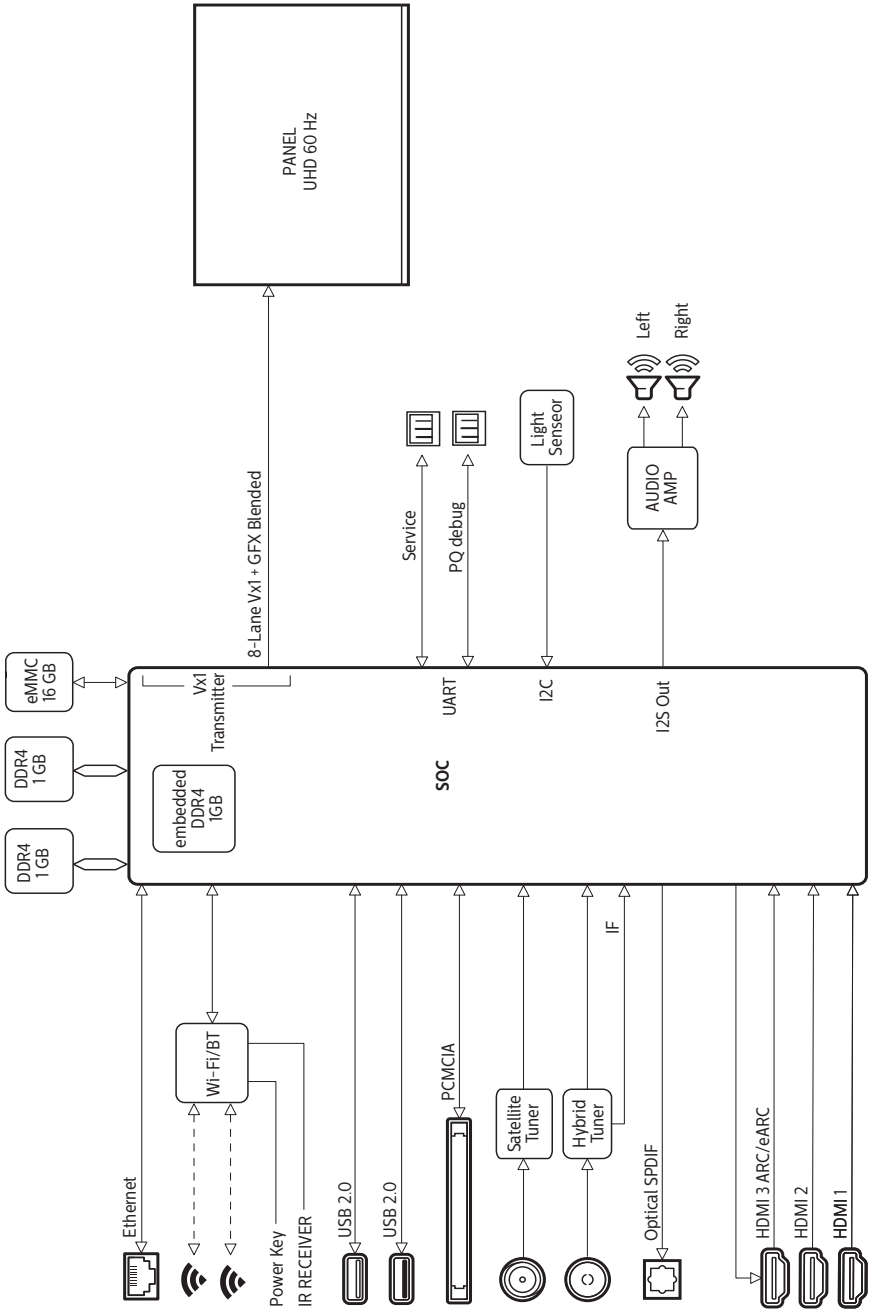 Ethernet
Wi-Fi/BT
Power Key
IR RECEIVER
USB 2.0
USB 2.0
PCMCIA
Satellite
Tuner
Hybrid
Tuner
IF
Optical SPDIF
HDMI 3 ARC/eARC
HDMI 2
HDMI 1
DDR4
1 GB
DDR4
1 GB
eMMC
16 GB
embedded
DDR4
1GB
SOC
Vx1
Transmitter
UART
I2C
I2S Out
8-Lane Vx1 + GFX Blended
PANEL
UHD 60 Hz
Service
PQ debug
Light
Senseor
AUDIO
AMP
Left
Right